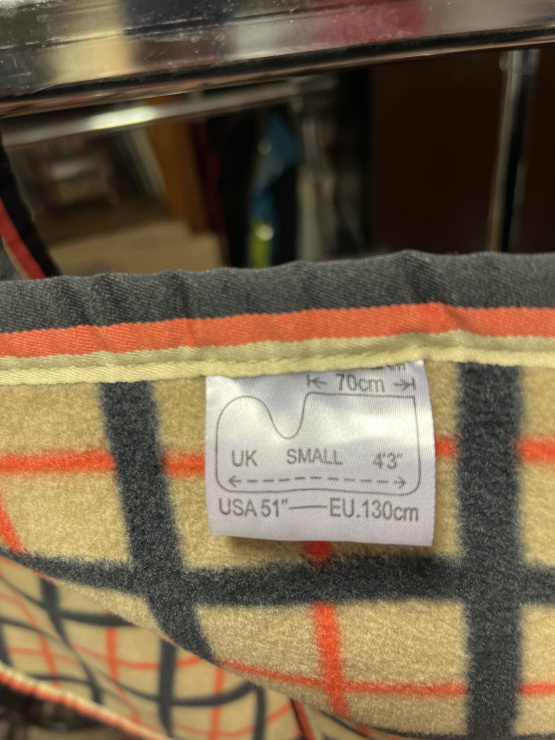 70cm
UK SMALL 4'3"
USA 51" EU.130cm